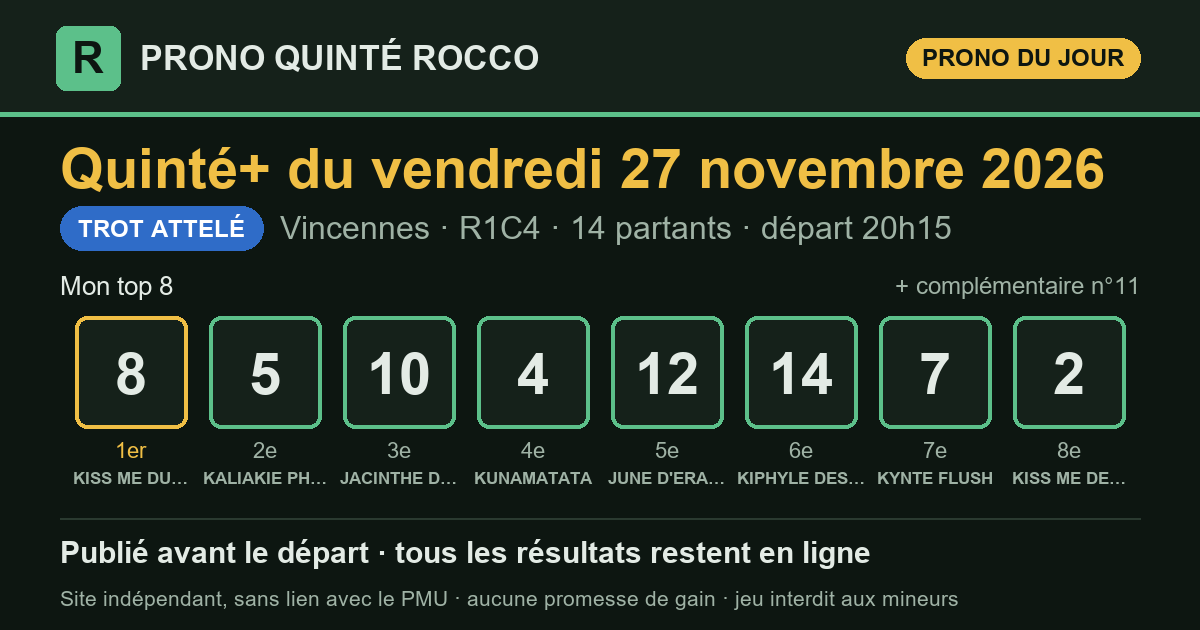 R PRONO QUINTÉ ROCCO PRONO DU JOUR
Quinté+ du vendredi 27 novembre 2026
TROT ATTELÉ Vincennes · R1C4 · 14 partants · départ 20h15
Mon top 8 + complémentaire n°11
8 5 10 4 12 14 7 2
1er 2e 3e 4e 5e 6e 7e 8e
KISS ME DU... KALIAKIE PH... JACINTHE D... KUNAMATATA JUNE D'ERA... KIPHYLE DES... KYNTE FLUSH KISS ME DE...
Publié avant le départ · tous les résultats restent en ligne
Site indépendant, sans lien avec le PMU · aucune promesse de gain · jeu interdit aux mineurs